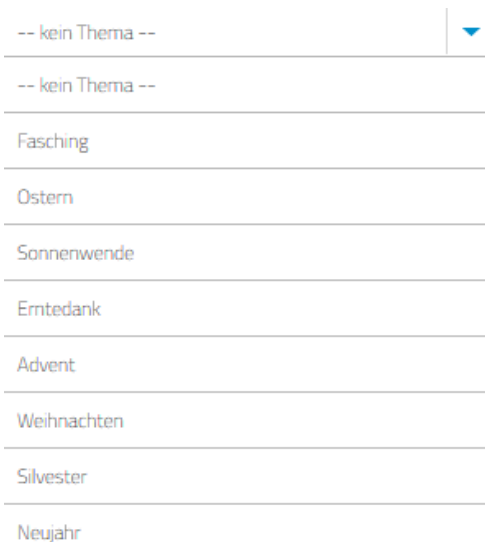 -- kein Thema --
-- kein Thema --
Fasching
Ostern
Sonnenwende
Erntedank
Advent
Weihnachten
Silvester
Neujahr